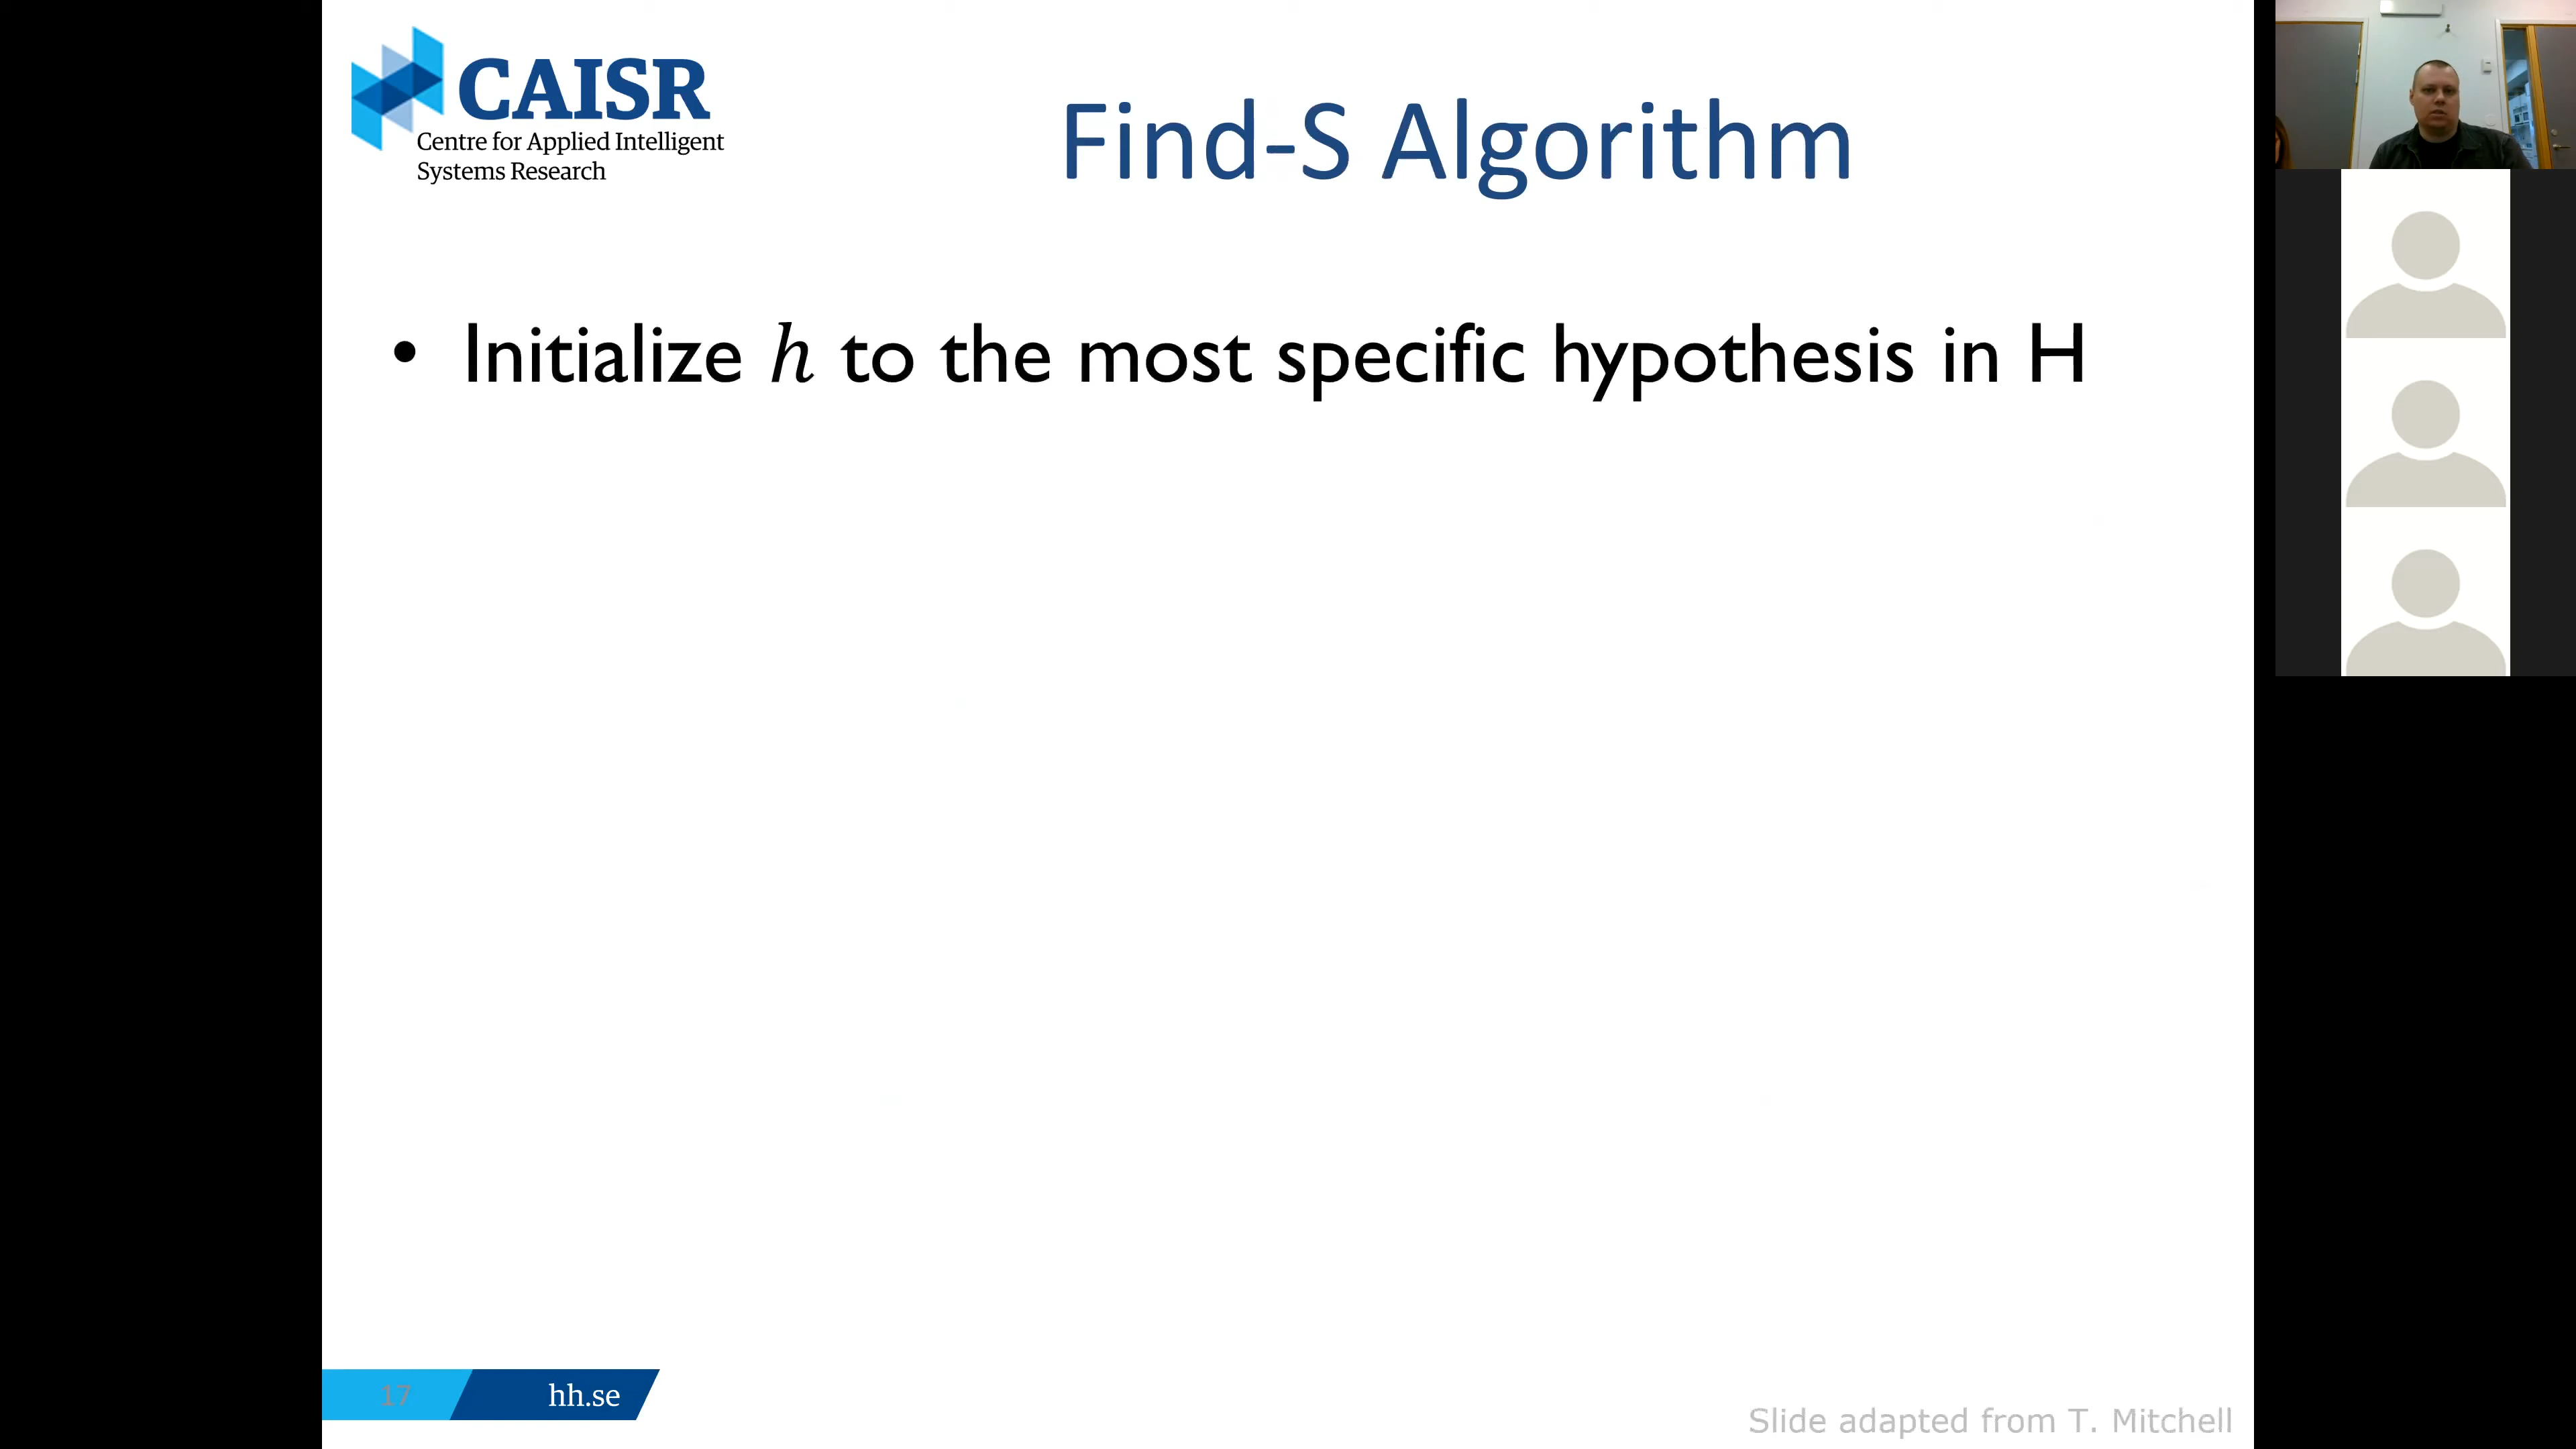 CAISR
Centre for Applied Intelligent
Systems Research
Find-S Algorithm
• Initialize h to the most specific hypothesis in H
17
hh.se
Slide adapted from T. Mitchell